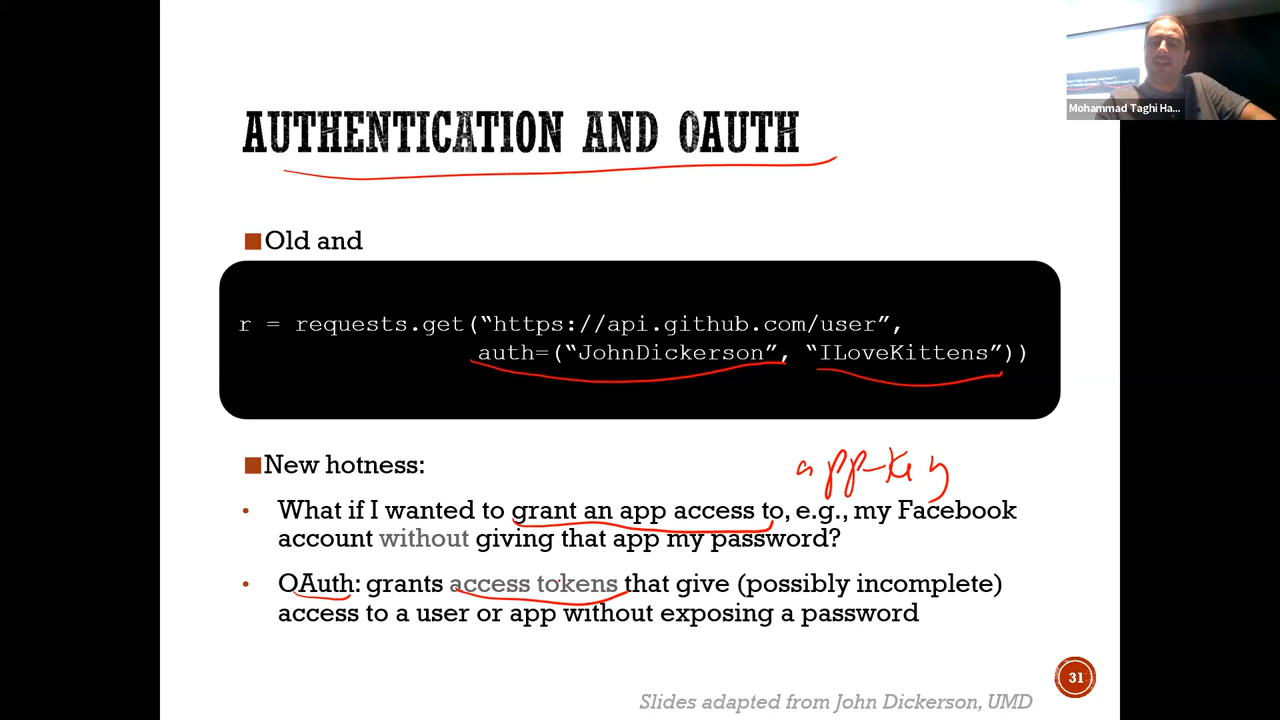 Mohammad Taghi Ha...
AUTHENTICATION AND OAUTH
Old and
r = requests.get(“https://api.github.com/user”,
auth=(“JohnDickerson”, “ILoveKittens”))
New hotness:
app-key
What if I wanted to grant an app access to, e.g., my Facebook
account without giving that app my password?
OAuth: grants access tokens that give (possibly incomplete)
access to a user or app without exposing a password
31
Slides adapted from John Dickerson, UMD